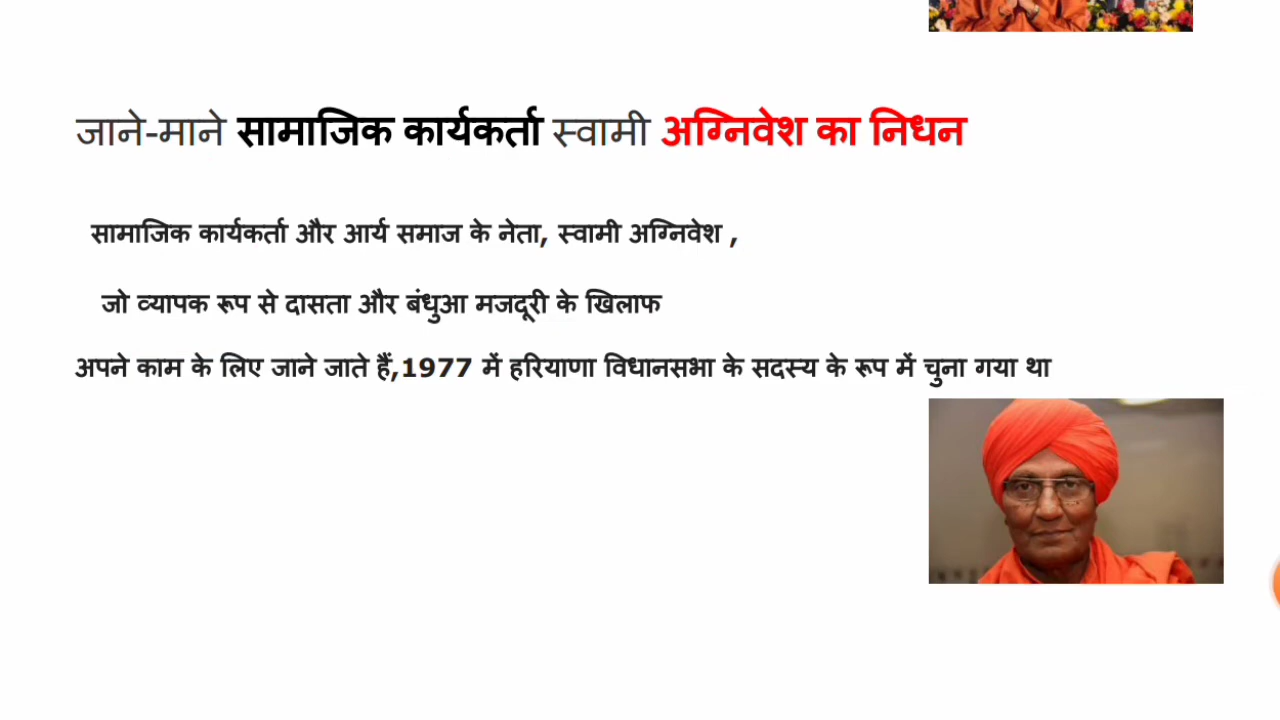 जाने-माने सामाजिक कार्यकर्ता स्वामी अग्निवेश का निधन
सामाजिक कार्यकर्ता और आर्य समाज के नेता, स्वामी अग्निवेश ,
जो व्यापक रूप से दासता और बंधुआ मजदूरी के खिलाफ
अपने काम के लिए जाने जाते हैं,1977 में हरियाणा विधानसभा के सदस्य के रूप में चुना गया था